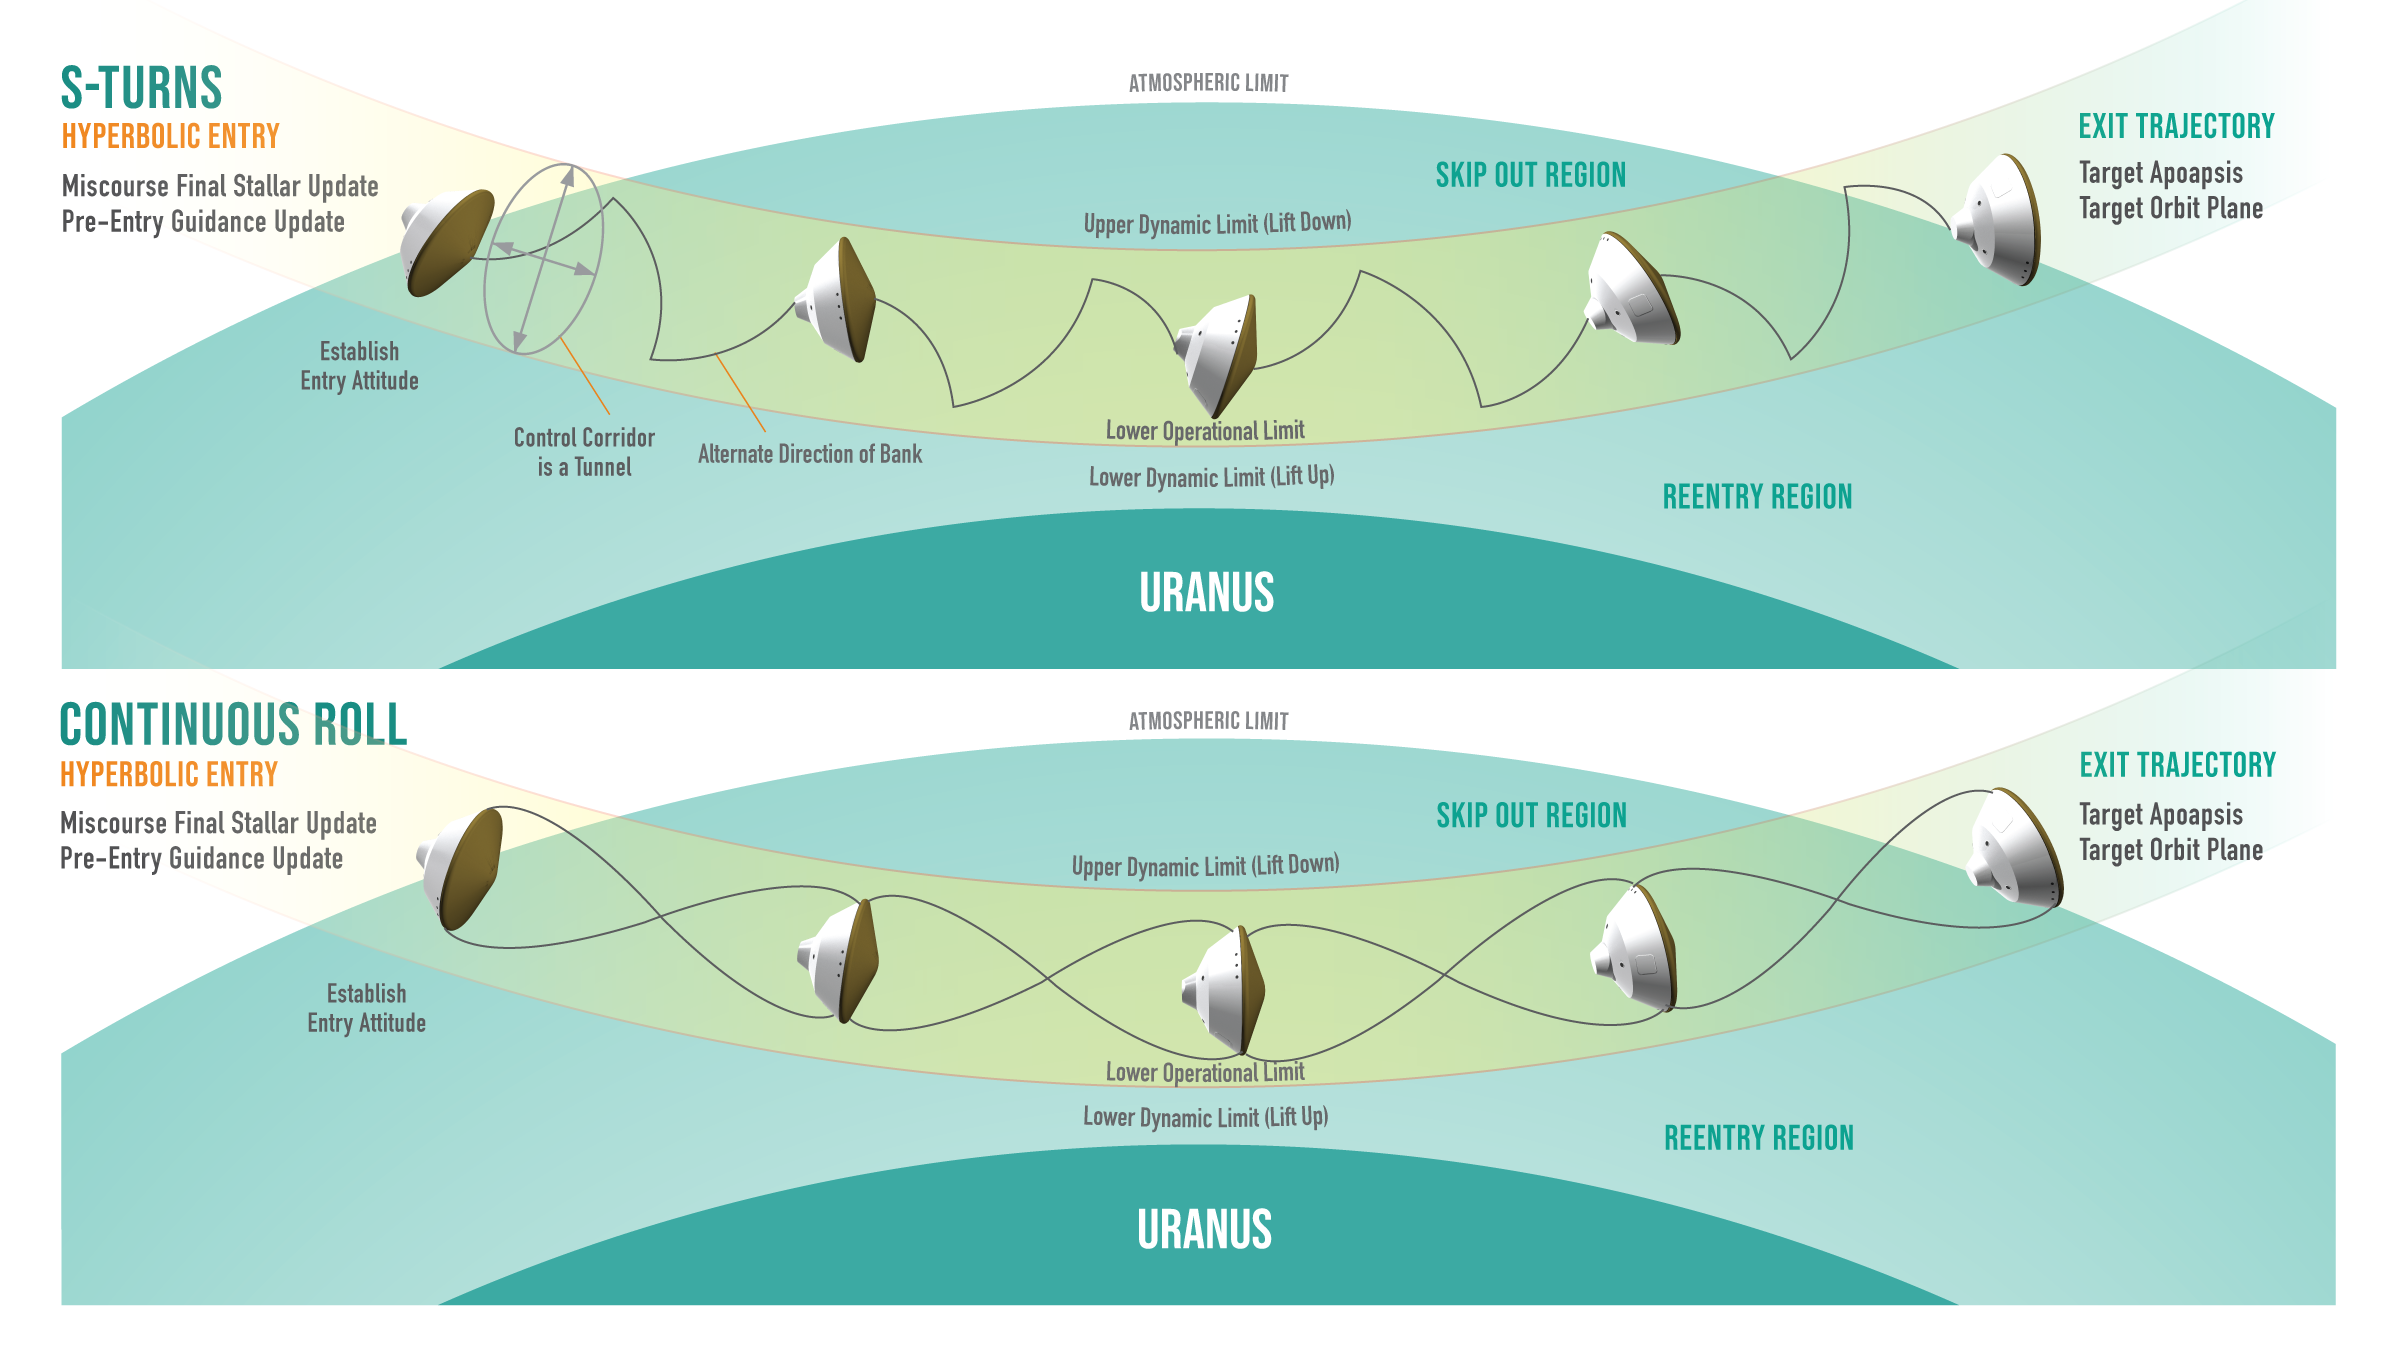 S-TURNS
HYPERBOLIC ENTRY
Miscourse Final Stallar Update
Pre-Entry Guidance Update
ATMOSPHERIC LIMIT
SKIP OUT REGION
Upper Dynamic Limit (Lift Down)
EXIT TRAJECTORY
Target Apoapsis
Target Orbit Plane
Establish
Entry Attitude
Control Corridor
is a Tunnel
Alternate Direction of Bank
Lower Operational Limit
Lower Dynamic Limit (Lift Up)
REENTRY REGION
URANUS
CONTINUOUS ROLL
HYPERBOLIC ENTRY
Miscourse Final Stallar Update
Pre-Entry Guidance Update
ATMOSPHERIC LIMIT
SKIP OUT REGION
Upper Dynamic Limit (Lift Down)
EXIT TRAJECTORY
Target Apoapsis
Target Orbit Plane
Establish
Entry Attitude
Lower Operational Limit
Lower Dynamic Limit (Lift Up)
REENTRY REGION
URANUS